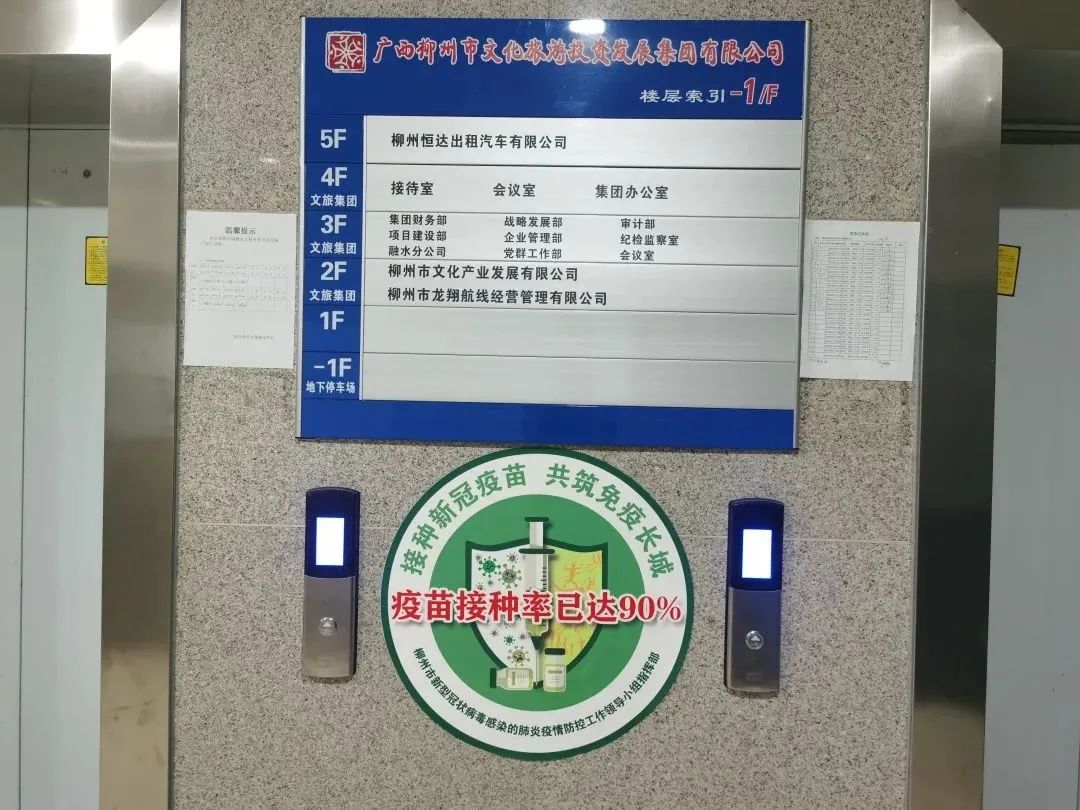 广西柳州市文化旅游投资发展集团有限公司
楼层索引-1/F
5F 柳州恒达出租汽车有限公司
4F 文旅集团 接待室 会议室 集团办公室
3F 文旅集团
集团财务部 战略发展部 审计部
项目建设部 企业管理部 纪检监察室
融水分公司 党群工作部 会议室
2F 文旅集团
柳州市文化产业发展有限公司
柳州市龙翔航线经营管理有限公司
1F
-1F 地下停车场
温馨提示
接种新冠疫苗 共筑免疫长城
疫苗接种率已达90%
柳州市新型冠状病毒感染的肺炎疫情防控工作领导小组指挥部